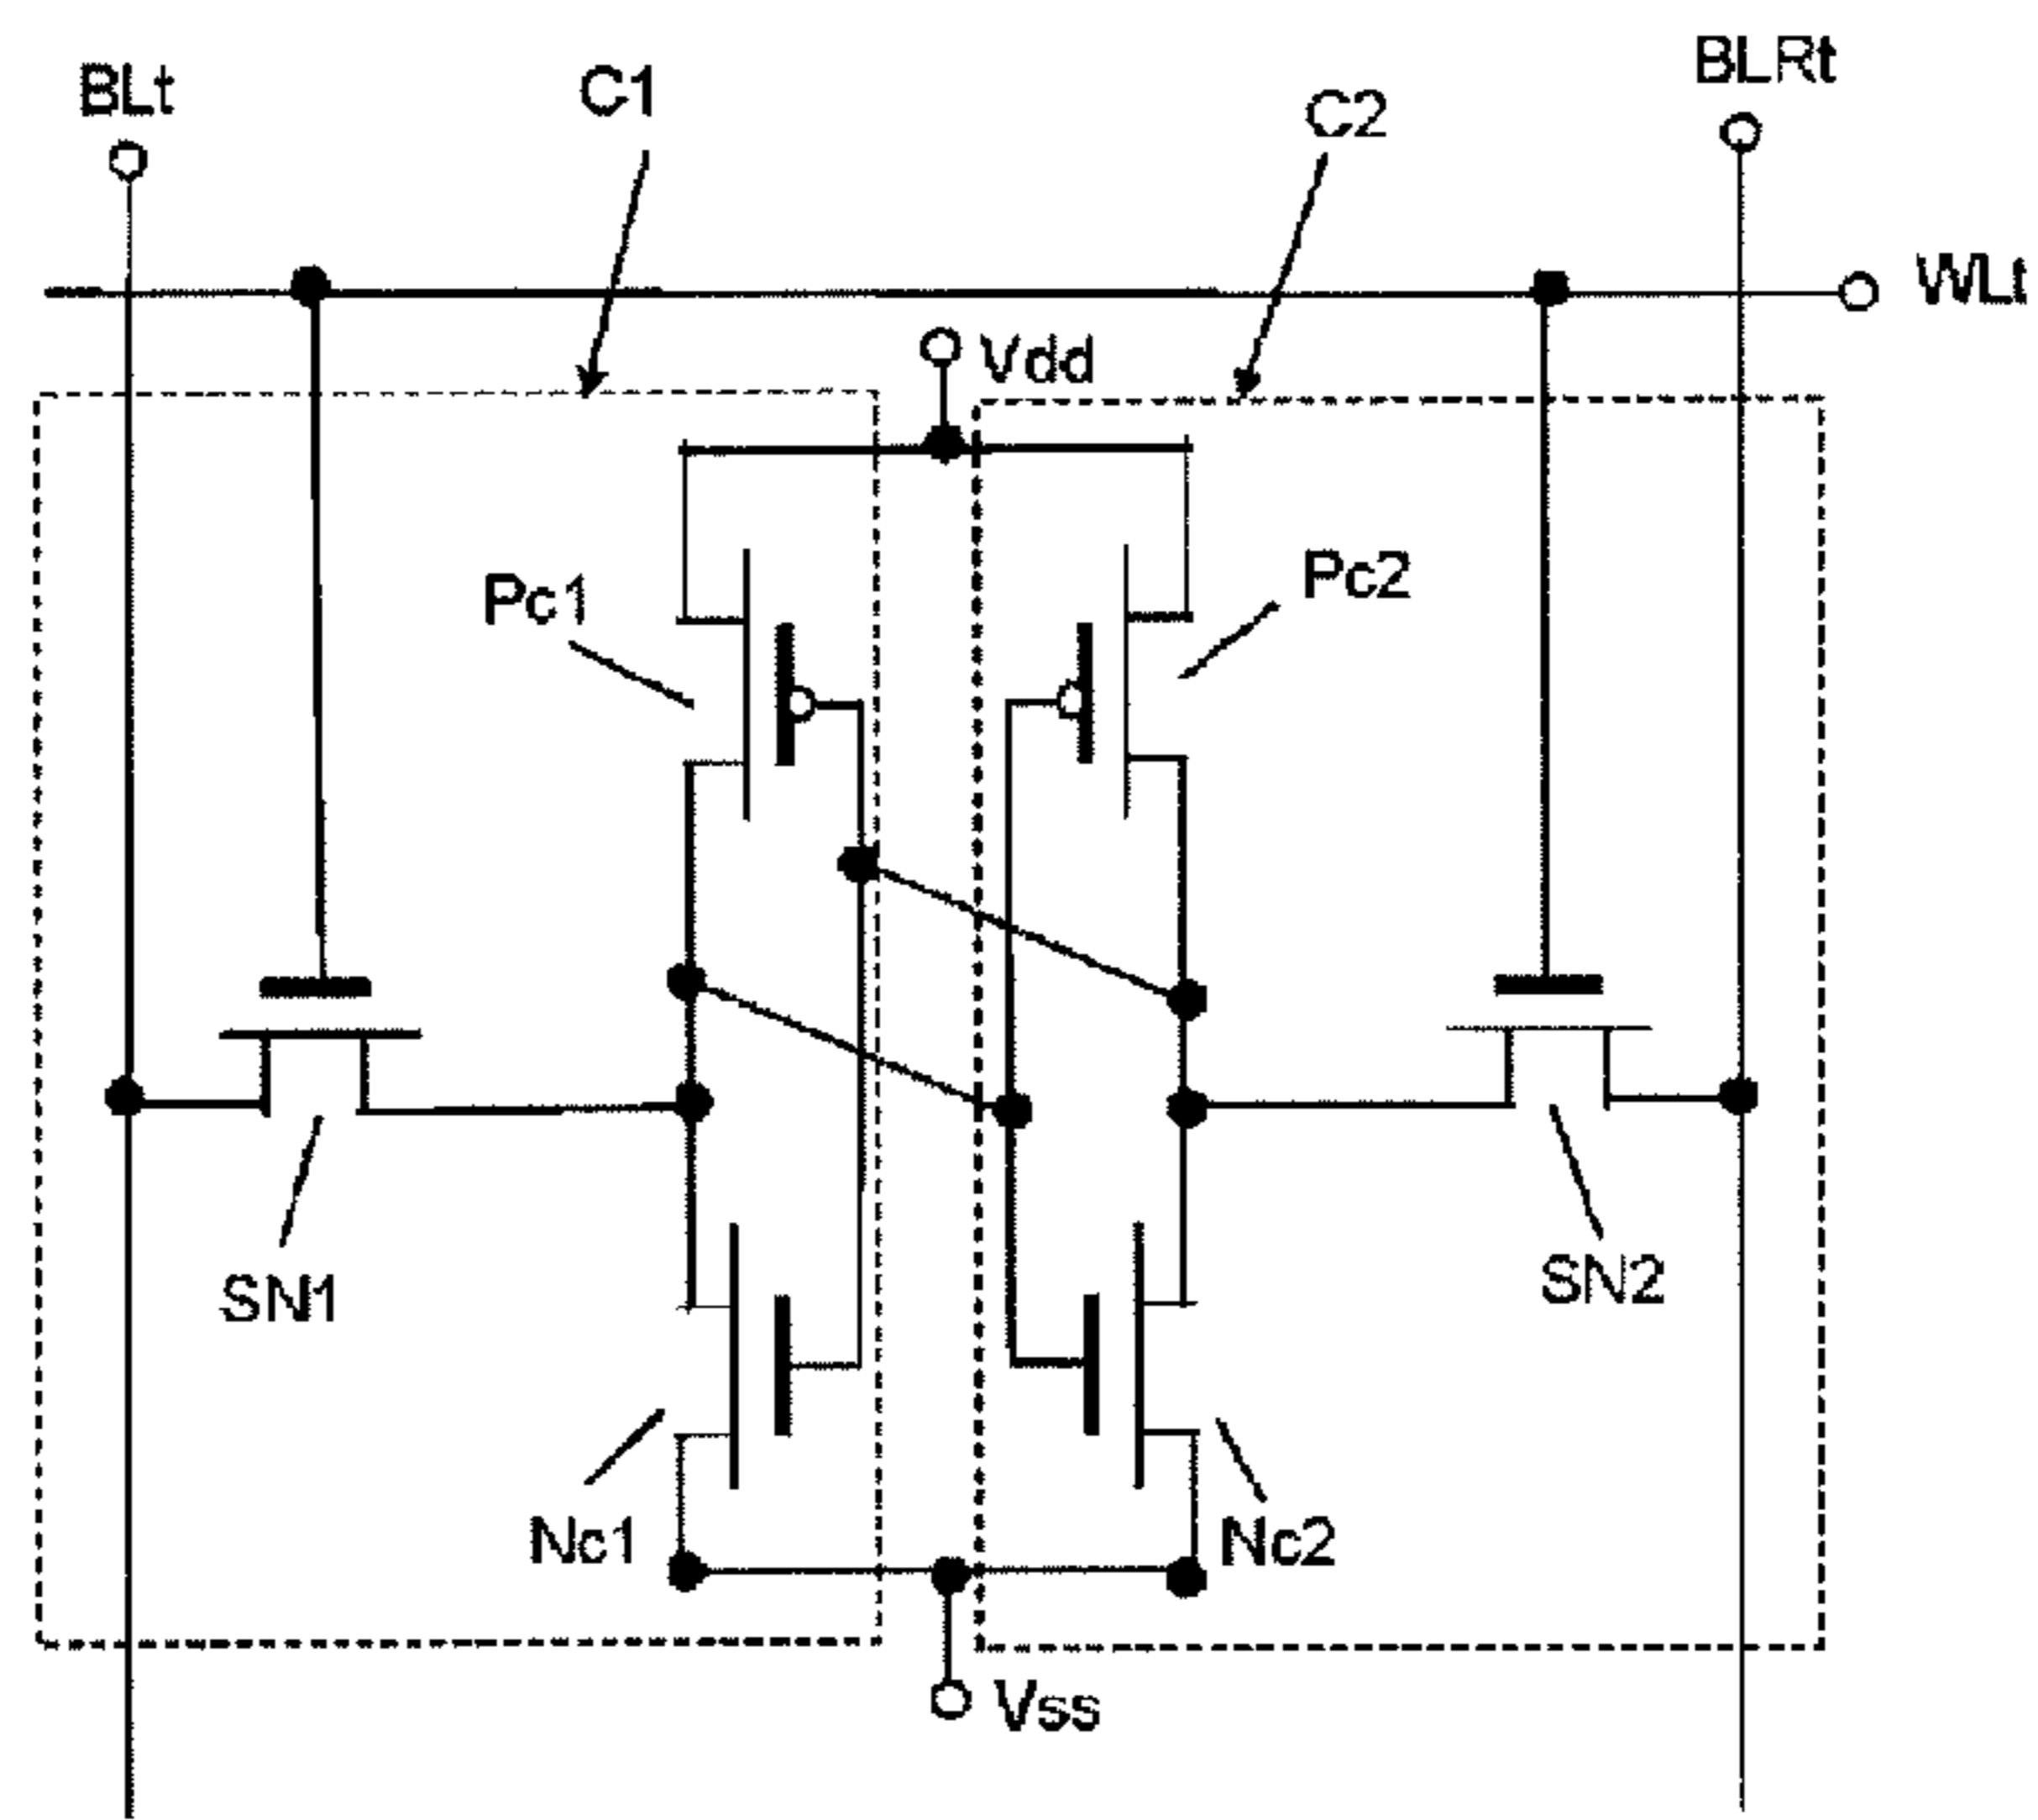 BLt
C1
C2
BLRt
WLt
Vdd
Pc1
Pc2
SN1
SN2
Nc1
Nc2
Vss